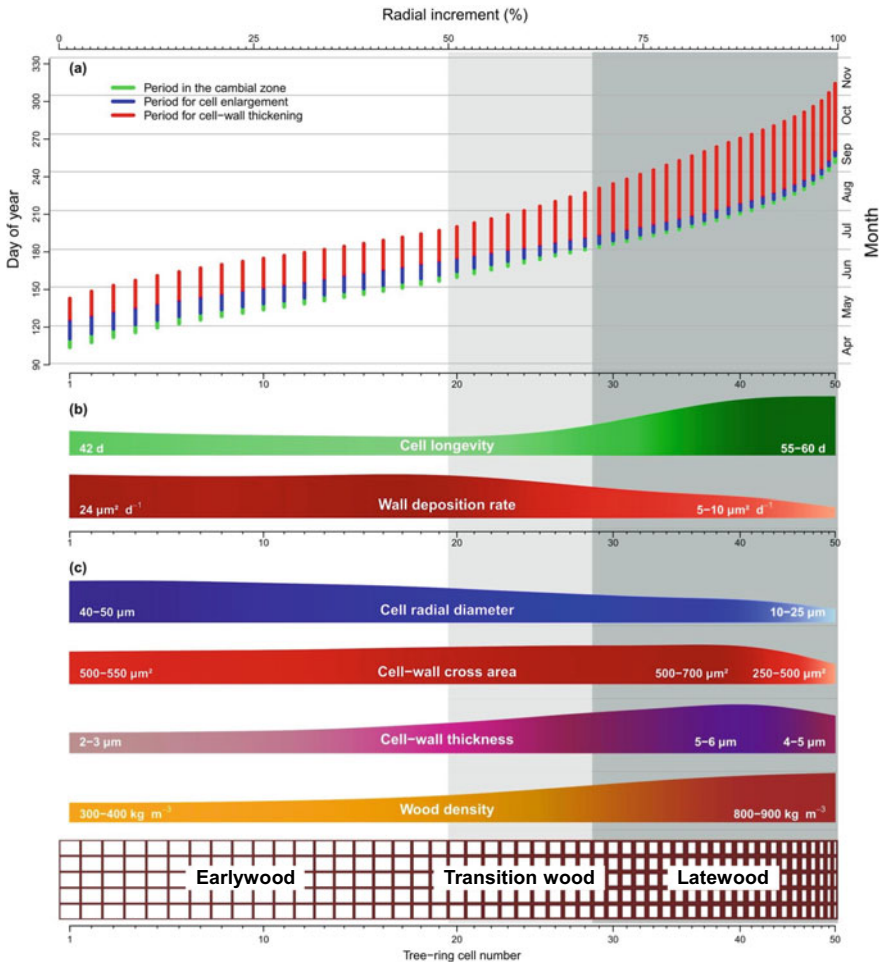 Radial increment (%)
0 25 50 75 100
(a)
Period in the cambial zone
Period for cell enlargement
Period for cell-wall thickening
Day of year
330
300
270
240
210
180
150
120
90
Nov
Oct
Sep
Aug
Jul
Jun
May
Apr
Month
1 10 20 30 40 50
(b)
42 d Cell longevity 55–60 d
24 µm² d⁻¹ Wall deposition rate 5–10 µm² d⁻¹
1 10 20 30 40 50
(c)
40–50 µm Cell radial diameter 10–25 µm
500–550 µm² Cell–wall cross area 500–700 µm² 250–500 µm²
2–3 µm Cell–wall thickness 5–6 µm 4–5 µm
300–400 kg m⁻³ Wood density 800–900 kg m⁻³
Earlywood Transition wood Latewood
1 10 20 30 40 50
Tree–ring cell number